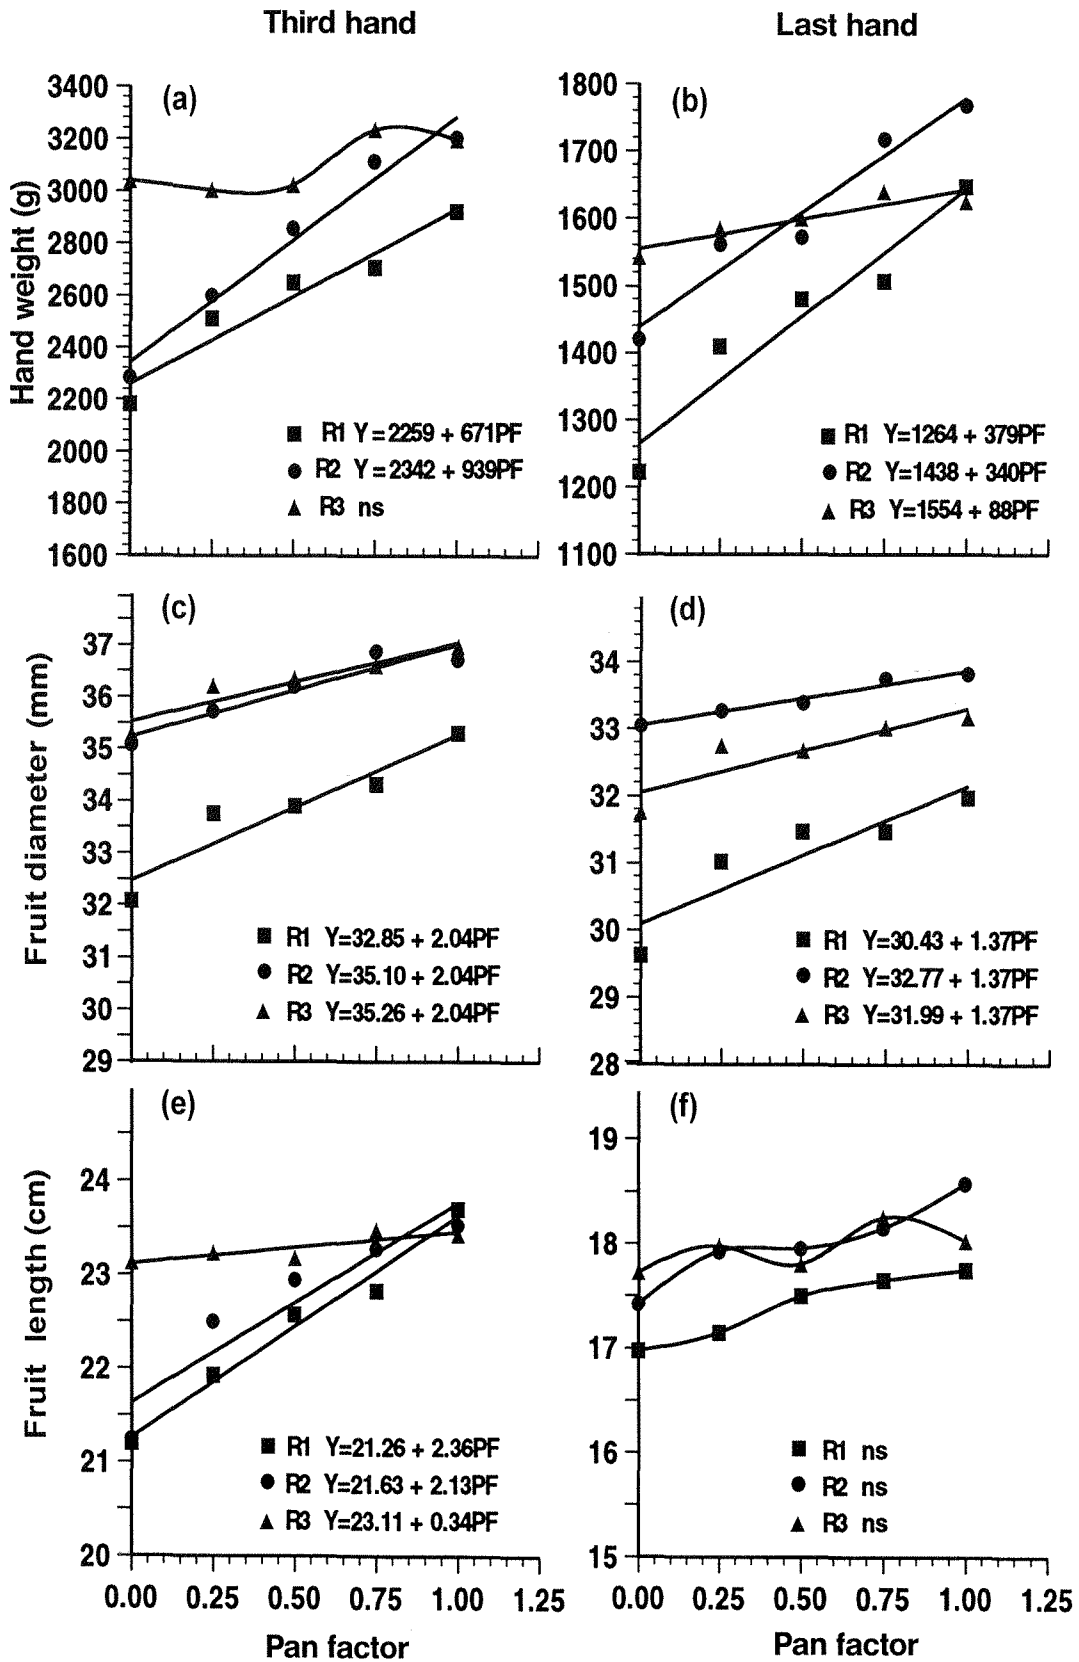 Third hand
Last hand
(a)
3400
3200
3000
2800
2600
2400
2200
2000
1800
1600
Hand weight (g)
R1 Y=2259 + 671PF
R2 Y=2342 + 939PF
R3 ns
(b)
1800
1700
1600
1500
1400
1300
1200
1100
R1 Y=1264 + 379PF
R2 Y=1438 + 340PF
R3 Y=1554 + 88PF
(c)
37
36
35
34
33
32
31
30
29
Fruit diameter (mm)
R1 Y=32.85 + 2.04PF
R2 Y=35.10 + 2.04PF
R3 Y=35.26 + 2.04PF
(d)
34
33
32
31
30
29
28
R1 Y=30.43 + 1.37PF
R2 Y=32.77 + 1.37PF
R3 Y=31.99 + 1.37PF
(e)
24
23
22
21
20
Fruit length (cm)
R1 Y=21.26 + 2.36PF
R2 Y=21.63 + 2.13PF
R3 Y=23.11 + 0.34PF
0.00 0.25 0.50 0.75 1.00 1.25
Pan factor
(f)
19
18
17
16
15
R1 ns
R2 ns
R3 ns
0.00 0.25 0.50 0.75 1.00 1.25
Pan factor